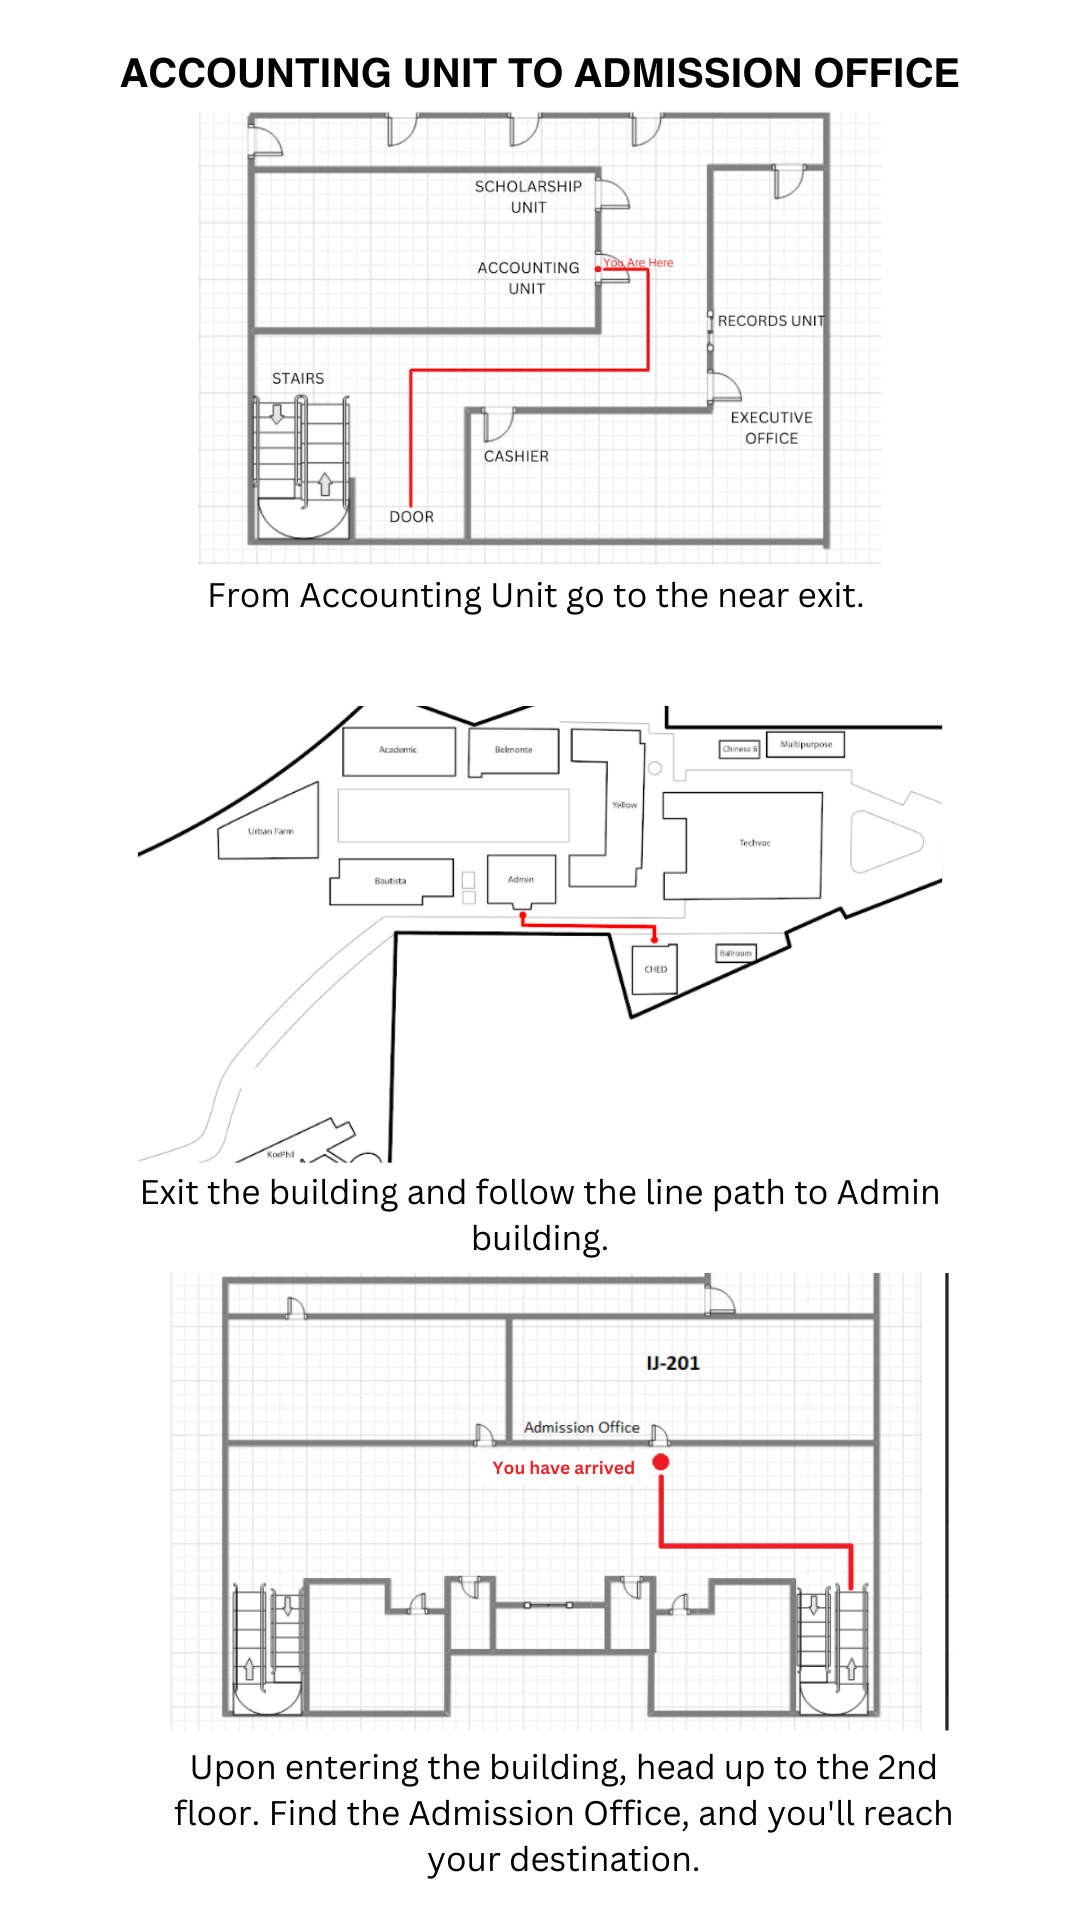 ACCOUNTING UNIT TO ADMISSION OFFICE
SCHOLARSHIP
UNIT
You Are Here
ACCOUNTING
UNIT
RECORDS UNIT
STAIRS
EXECUTIVE
OFFICE
CASHIER
DOOR
From Accounting Unit go to the near exit.
Academic
Belmonte
Chinese B
Multipurpose
Yellow
Urban Farm
Techvoc
Bautista
Admin
CHED
Ballroom
KorPhil
Exit the building and follow the line path to Admin
building.
IJ-201
Admission Office
You have arrived
Upon entering the building, head up to the 2nd
floor. Find the Admission Office, and you'll reach
your destination.